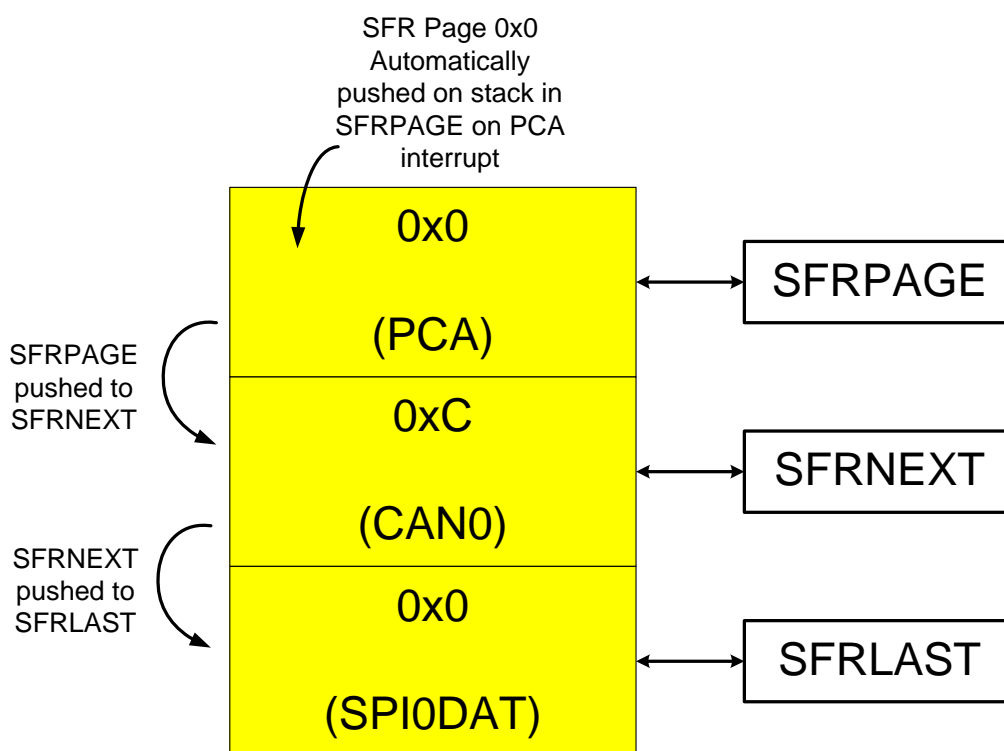 SFR Page 0x0
Automatically
pushed on stack in
SFRPAGE on PCA
interrupt
0x0
(PCA)
SFRPAGE
SFRPAGE
pushed to
SFRNEXT
0xC
(CAN0)
SFRNEXT
SFRNEXT
pushed to
SFRLAST
0x0
(SPI0DAT)
SFRLAST